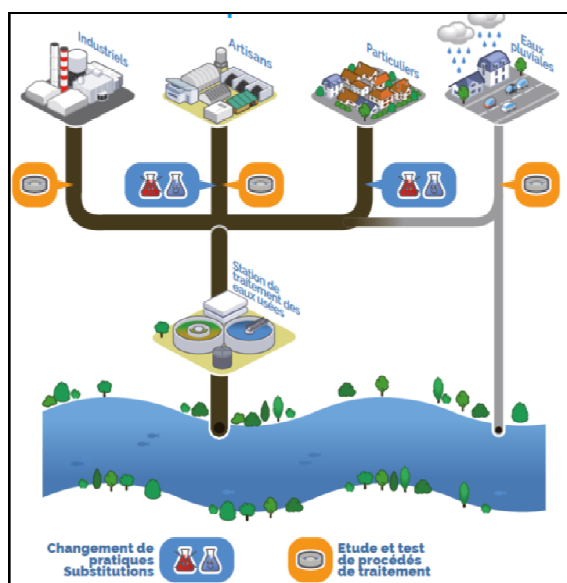 Industriels
Artisans
Particuliers
Eaux
pluviales
Station de
traitement des
eaux usées
Changement de
pratiques
Substitutions
Etude et test
de procédés
de traitement